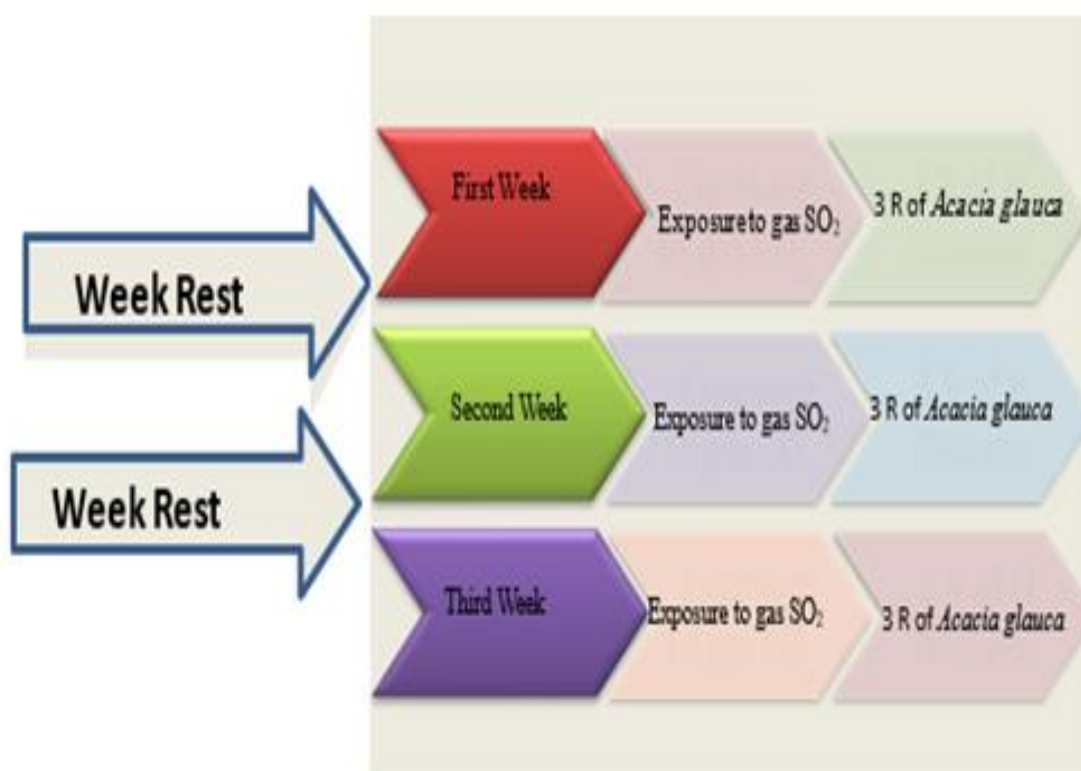 First Week
Exposure to gas SO₂
3 R of Acacia glauca
Week Rest
Second Week
Exposure to gas SO₂
3 R of Acacia glauca
Week Rest
Third Week
Exposure to gas SO₂
3 R of Acacia glauca